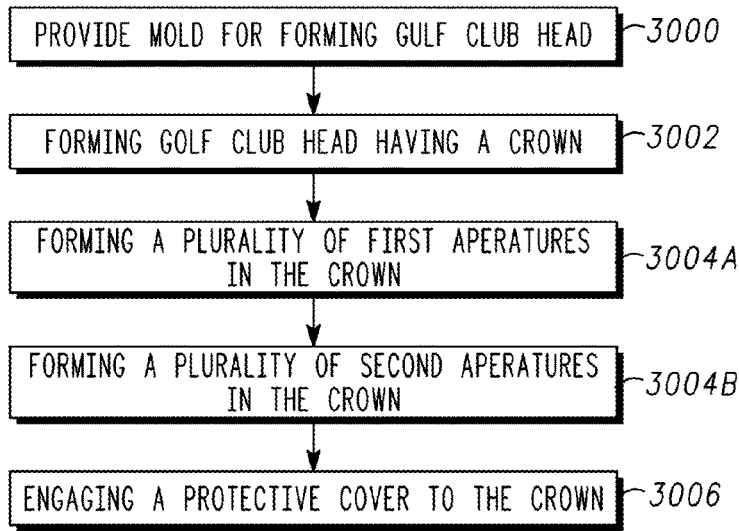 PROVIDE MOLD FOR FORMING GULF CLUB HEAD 3000
FORMING GOLF CLUB HEAD HAVING A CROWN 3002
FORMING A PLURALITY OF FIRST APERATURES
IN THE CROWN
3004A
FORMING A PLURALITY OF SECOND APERATURES
IN THE CROWN
3004B
ENGAGING A PROTECTIVE COVER TO THE CROWN 3006